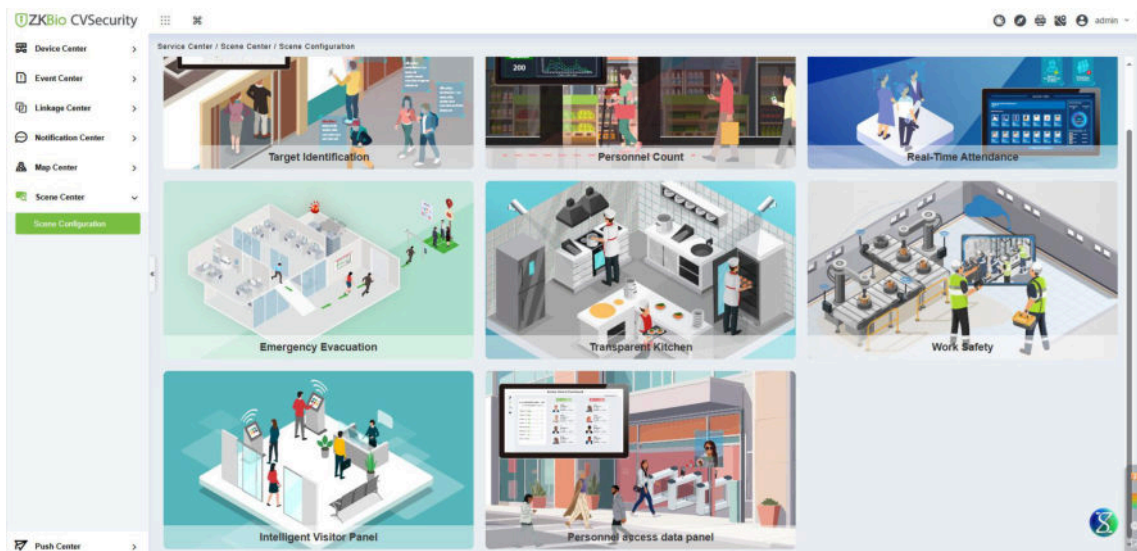 ZKBio CVSecurity
admin
Device Center
Service Center / Scene Center / Scene Configuration
Event Center
Linkage Center
Notification Center
Map Center
Scene Center
Scene Configuration
200
Target Identification
Personnel Count
Real-Time Attendance
Emergency Evacuation
Transparent Kitchen
Work Safety
Intelligent Visitor Panel
Personnel access data panel
Push Center